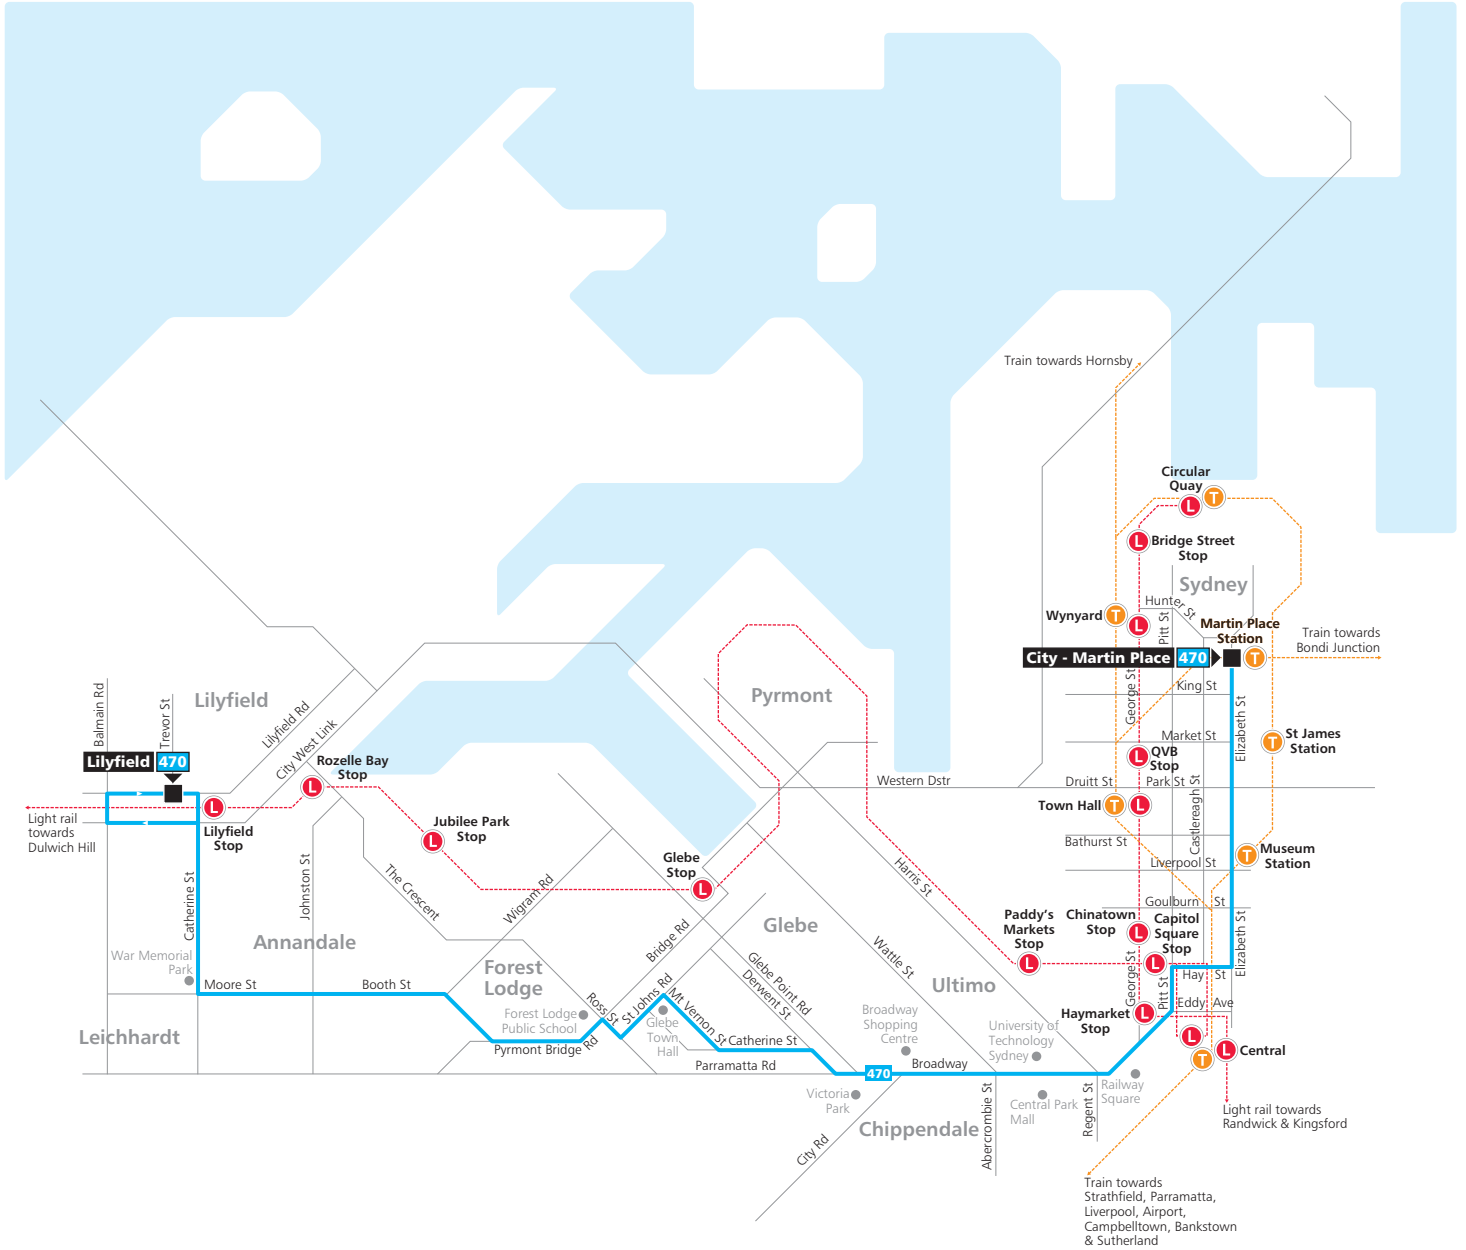 Train towards Hornsby
Circular
Quay
T
L
L
Bridge Street
Stop
Sydney
Hunter St
Wynyard
T
L
Pitt St
Martin Place
Station
Train towards
Bondi Junction
City - Martin Place
470
T
King St
George St
Elizabeth St
Pyrmont
Lilyfield
Balmain Rd
Trevor St
Lilyfield Rd
City West Link
Market St
T
St James
Station
L
QVB
Stop
Lilyfield
470
Rozelle Bay
Stop
L
Western Dstr
Druitt St
Park St
Town Hall
T
L
Castlereagh St
L
Lilyfield
Stop
Light rail
towards
Dulwich Hill
Jubilee Park
Stop
L
Bathurst St
Liverpool St
T
Museum
Station
Glebe
Stop
L
Harris St
Johnston St
The Crescent
Wigram Rd
Catherine St
Goulburn St
Paddy's
Markets
Stop
L
Chinatown
Stop
L
Capitol
Square
Stop
L
Elizabeth St
Annandale
Glebe
Bridge Rd
Wattle St
War Memorial
Park
Forest
Lodge
Glebe Point Rd
Derwent St
Ultimo
George St
Pitt St
Hay St
Moore St
Booth St
Ross St
St Johns Rd
Mt Vernon St
Eddy Ave
Haymarket
Stop
L
Forest Lodge
Public School
Glebe
Town
Hall
Broadway
Shopping
Centre
University of
Technology
Sydney
Leichhardt
Pyrmont Bridge Rd
Catherine St
L
T
L
Central
Parramatta Rd
470
Broadway
Victoria
Park
Chippendale
Abercrombie St
Central Park
Mall
Regent St
Railway
Square
City Rd
Light rail towards
Randwick & Kingsford
Train towards
Strathfield, Parramatta,
Liverpool, Airport,
Campbelltown, Bankstown
& Sutherland